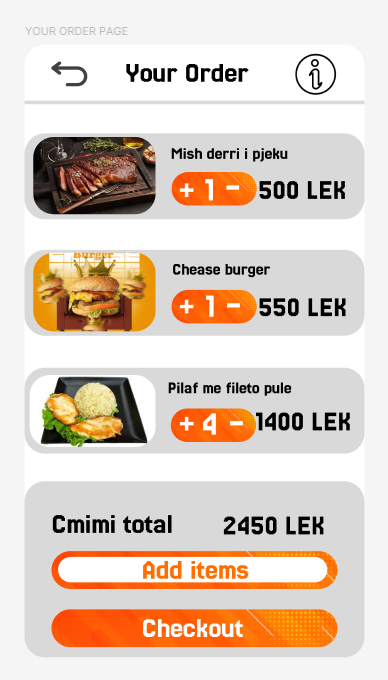 YOUR ORDER PAGE
Your Order
Mish derri i pjeku
+ 1 - 500 LEK
Burger
Chease burger
+ 1 - 550 LEK
Pilaf me fileto pule
+ 4 - 1400 LEK
Cmimi total 2450 LEK
Add items
Checkout